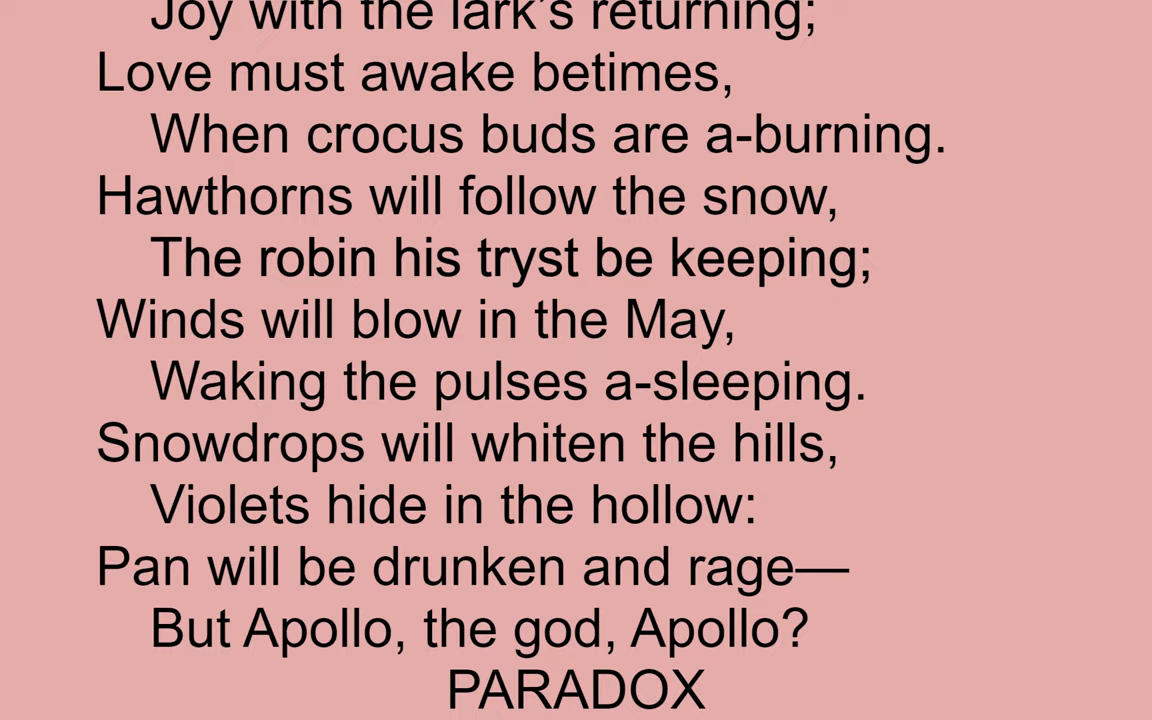 Joy with the lark’s returning;
Love must awake betimes,
When crocus buds are a-burning.
Hawthorns will follow the snow,
The robin his tryst be keeping;
Winds will blow in the May,
Waking the pulses a-sleeping.
Snowdrops will whiten the hills,
Violets hide in the hollow:
Pan will be drunken and rage—
But Apollo, the god, Apollo?
PARADOX